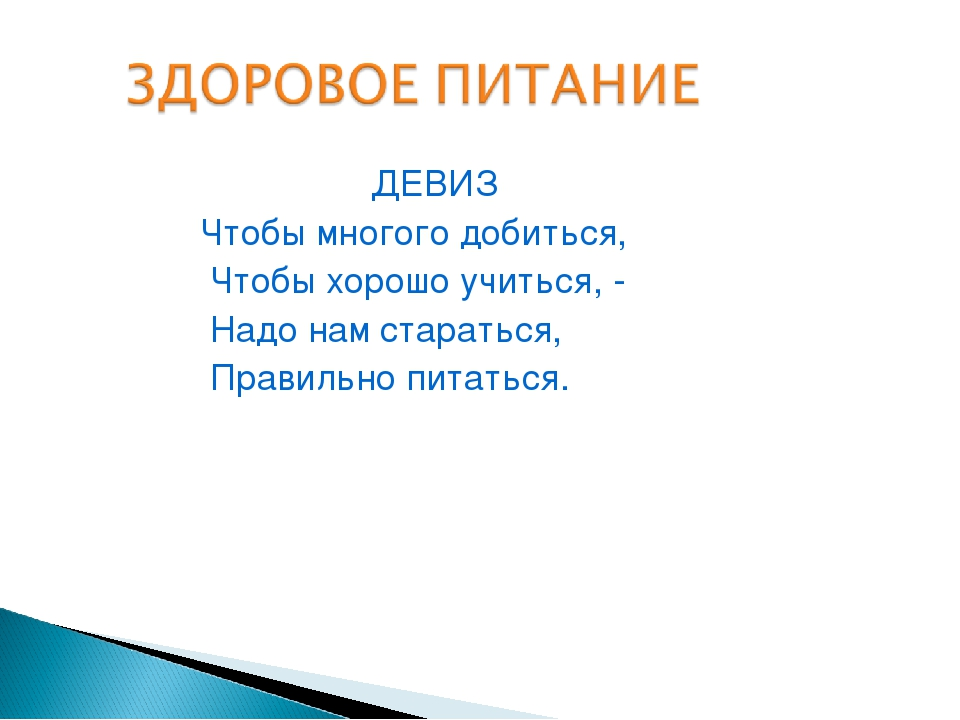 ЗДОРОВОЕ ПИТАНИЕ
ДЕВИЗ
Чтобы многого добиться,
Чтобы хорошо учиться, -
Надо нам стараться,
Правильно питаться.